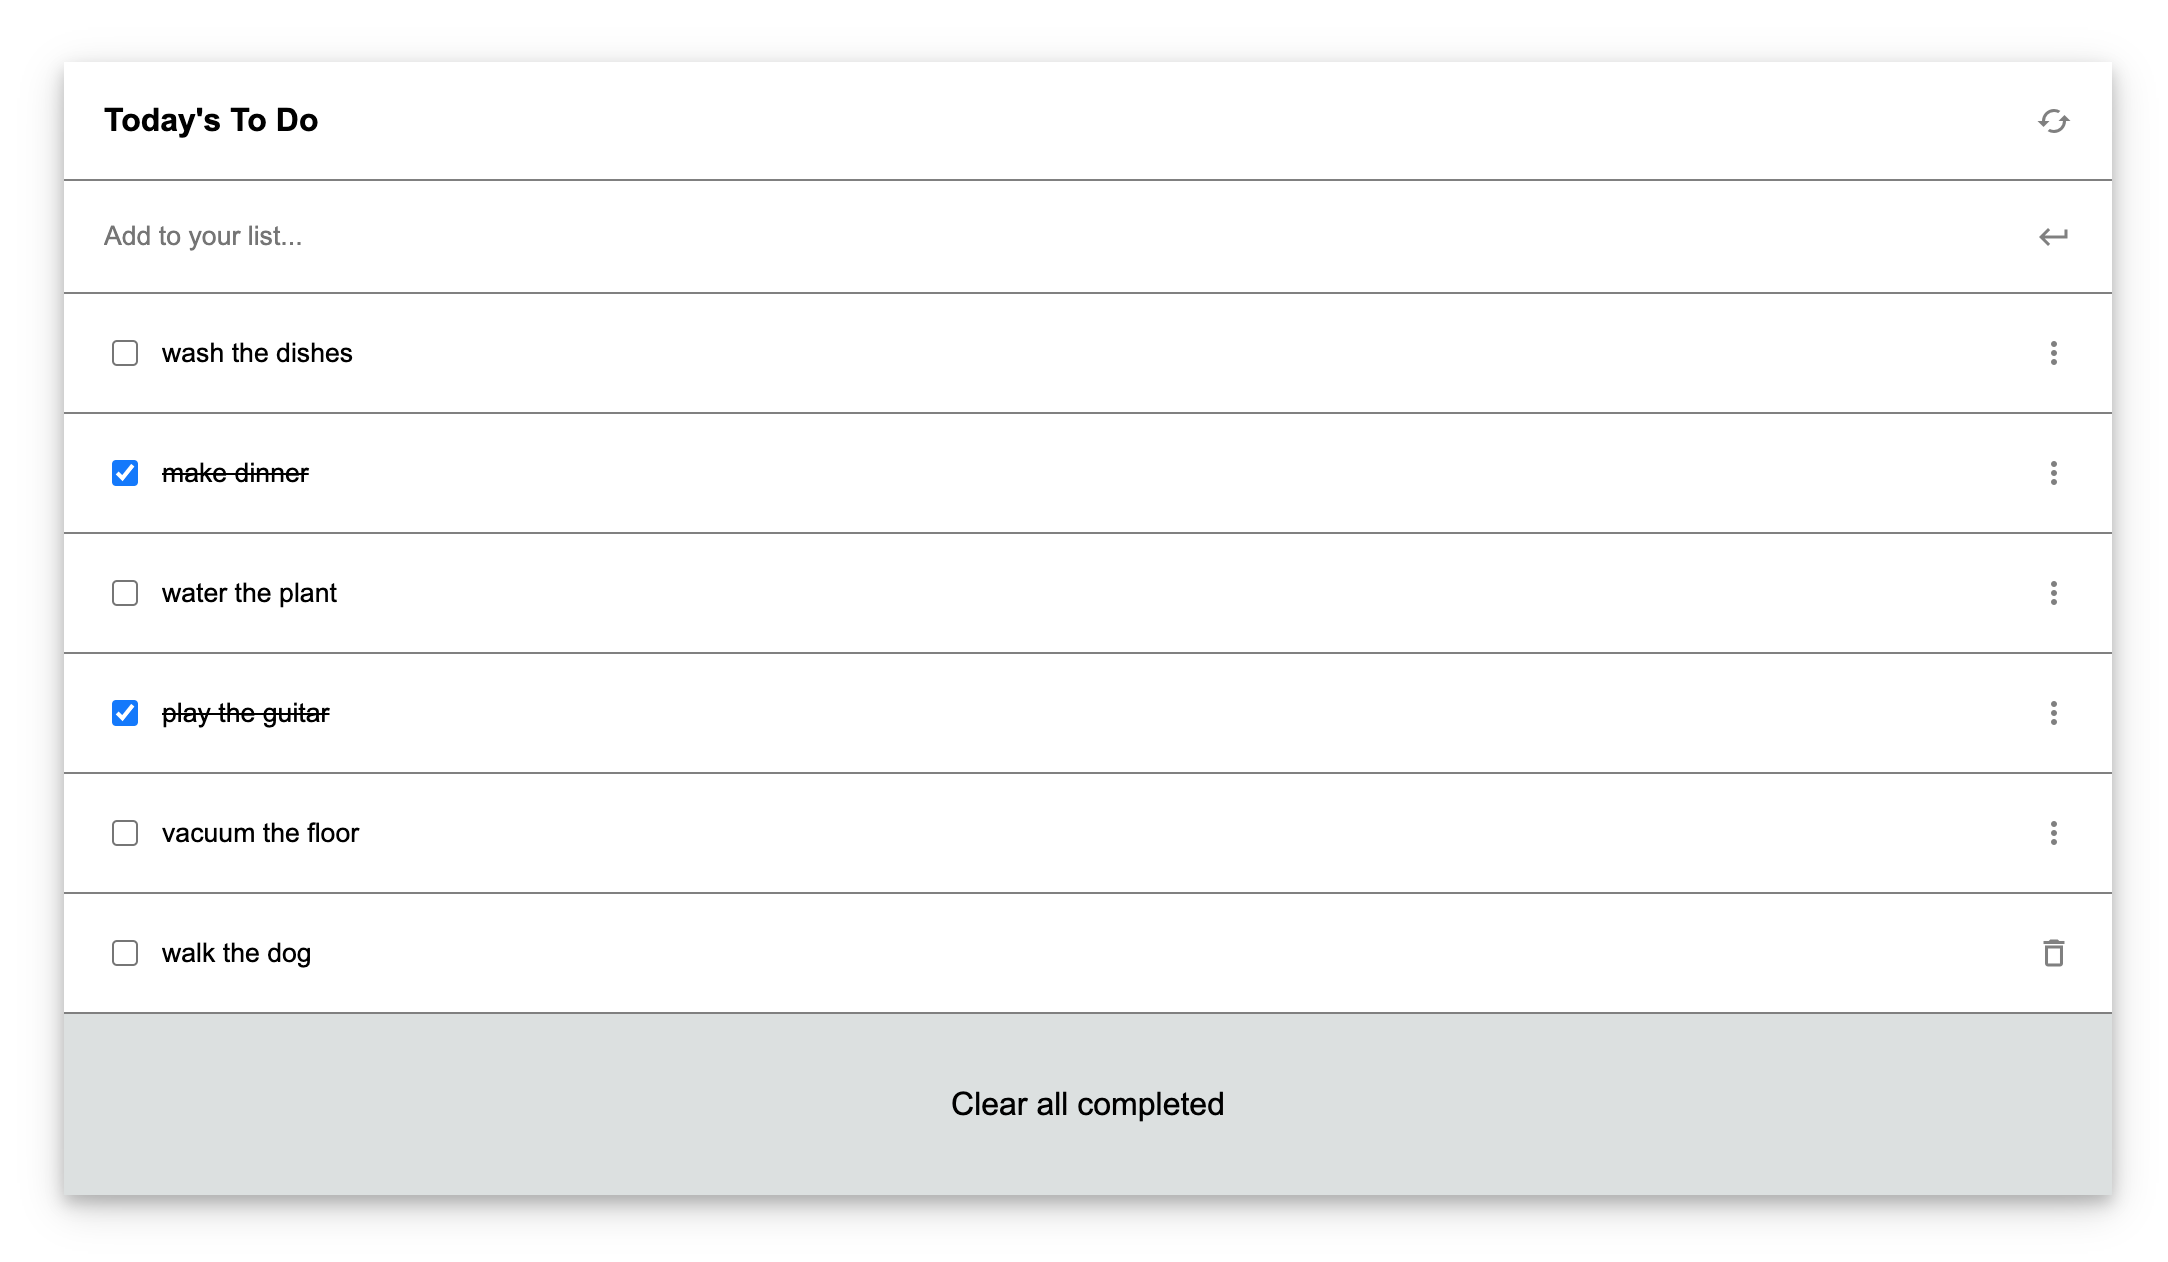 Today's To Do
Add to your list...
wash the dishes
make dinner
water the plant
play the guitar
vacuum the floor
walk the dog
Clear all completed